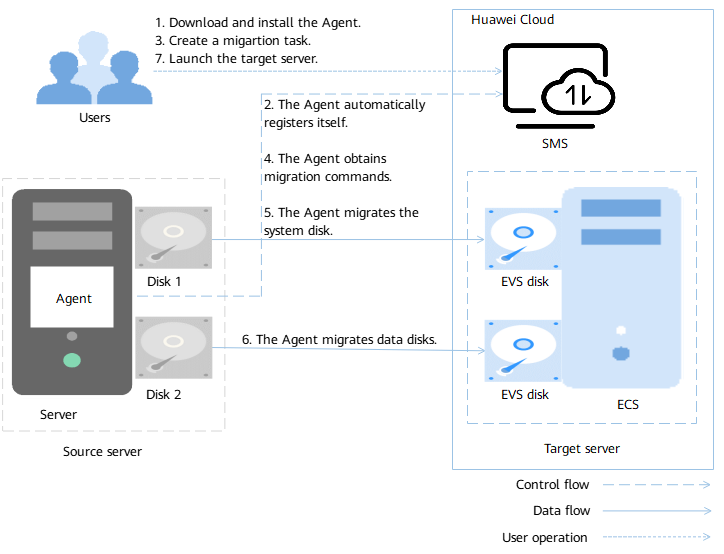 1. Download and install the Agent.
3. Create a migartion task.
7. Launch the target server.
Huawei Cloud
Users
2. The Agent automatically
registers itself.
SMS
4. The Agent obtains
migration commands.
5. The Agent migrates the
system disk.
Disk 1
EVS disk
Agent
6. The Agent migrates data disks.
Disk 2
EVS disk
Server
ECS
Source server
Target server
Control flow
Data flow
User operation